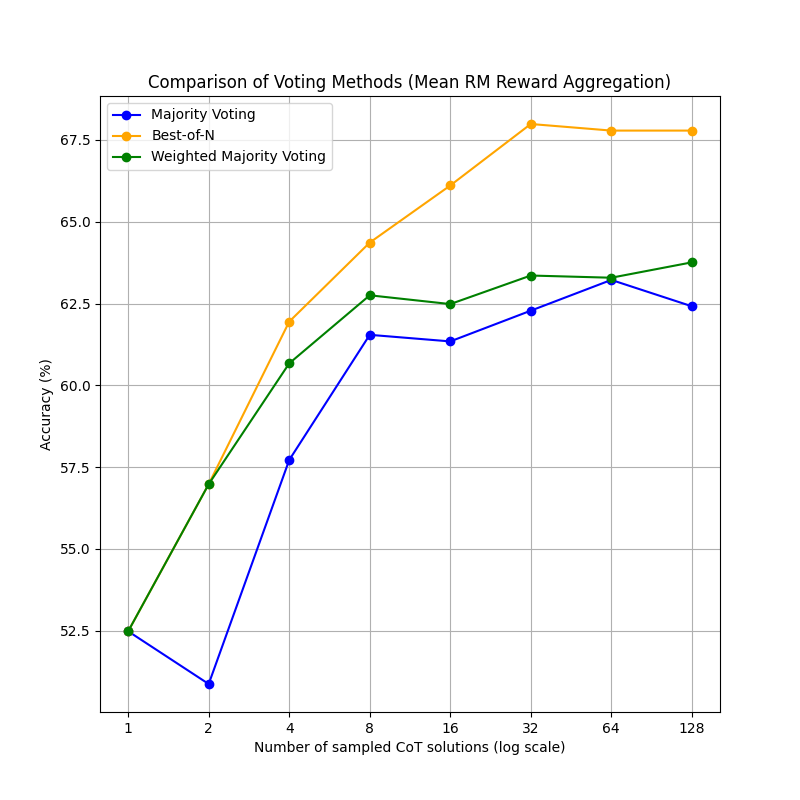 Comparison of Voting Methods (Mean RM Reward Aggregation)
Majority Voting
Best-of-N
Weighted Majority Voting
67.5
65.0
62.5
60.0
57.5
55.0
52.5
Accuracy (%)
1 2 4 8 16 32 64 128
Number of sampled CoT solutions (log scale)